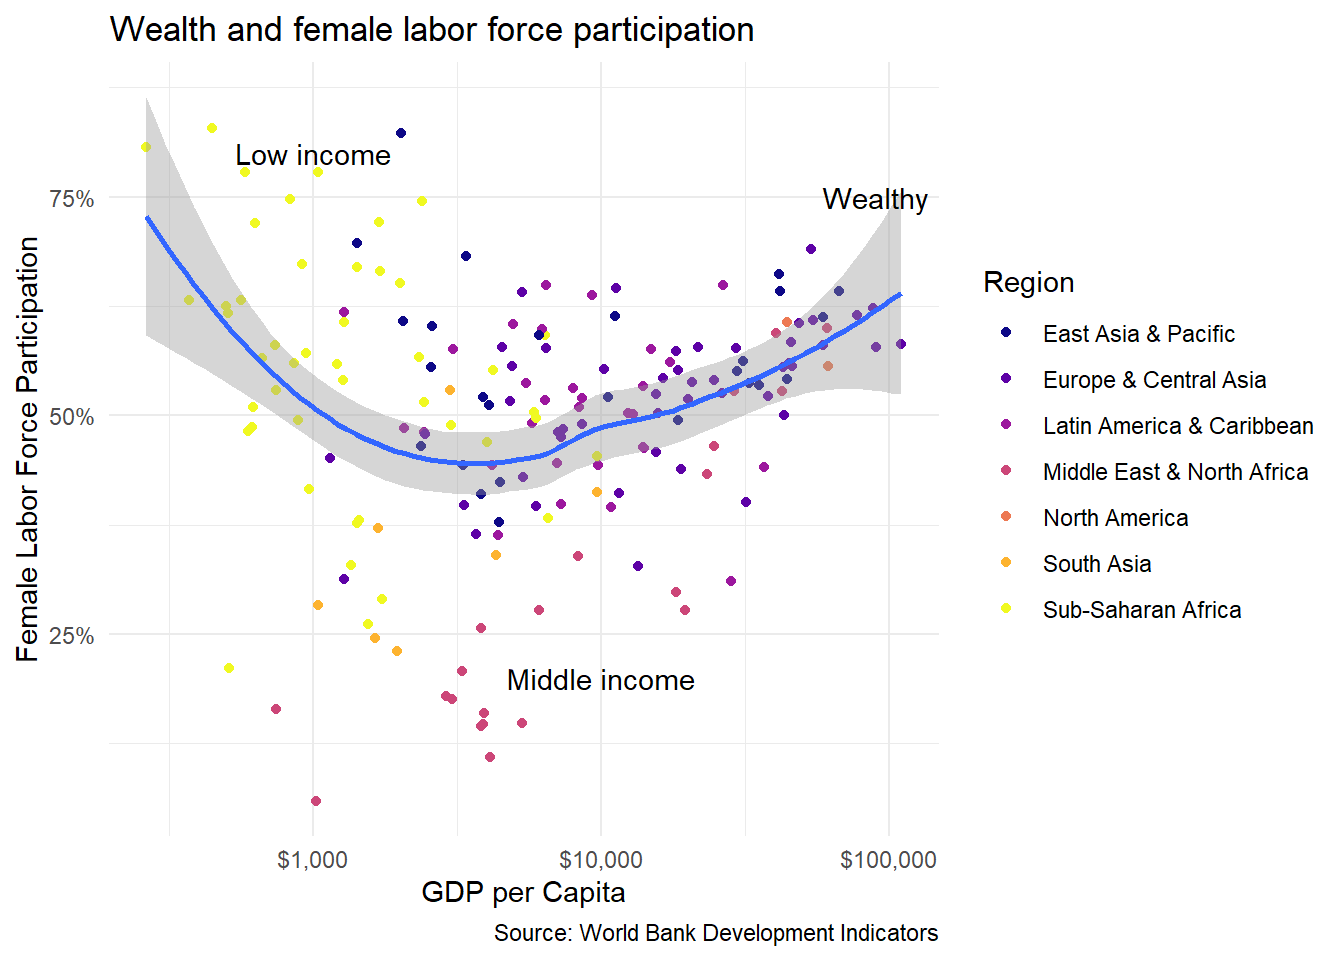 Wealth and female labor force participation
Low income
Wealthy
Middle income
75%
50%
25%
Female Labor Force Participation
$1,000
$10,000
$100,000
GDP per Capita
Source: World Bank Development Indicators
Region
East Asia & Pacific
Europe & Central Asia
Latin America & Caribbean
Middle East & North Africa
North America
South Asia
Sub-Saharan Africa